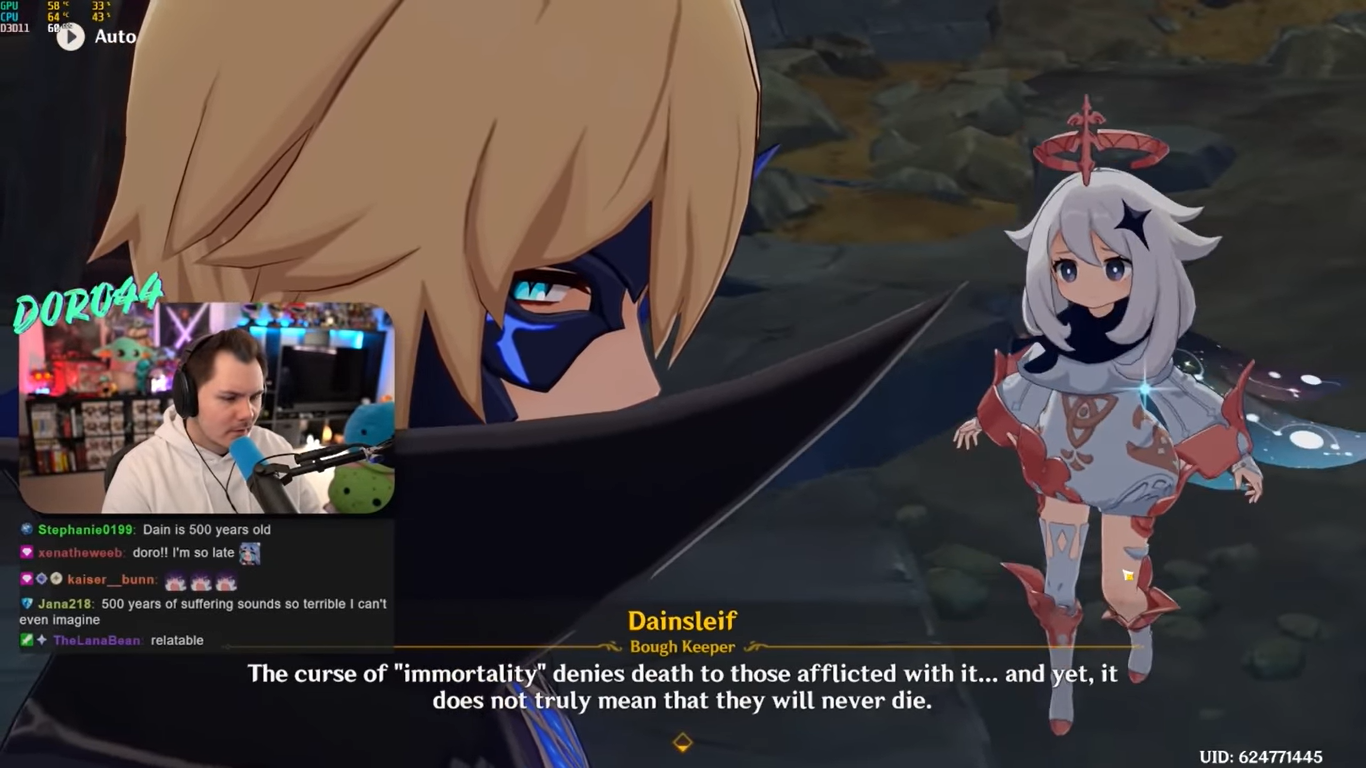 GPU 58 °C 33 %
CPU 64 °C 43 %
D3D11 60
Auto
DORO44
Stephanie0199: Dain is 500 years old
xenatheweeb: doro!! I'm so late
kaiser__bunn:
Jana218: 500 years of suffering sounds so terrible I can't
even imagine
TheLanaBean: relatable
Dainsleif
Bough Keeper
The curse of "immortality" denies death to those afflicted with it... and yet, it
does not truly mean that they will never die.
UID: 624771445